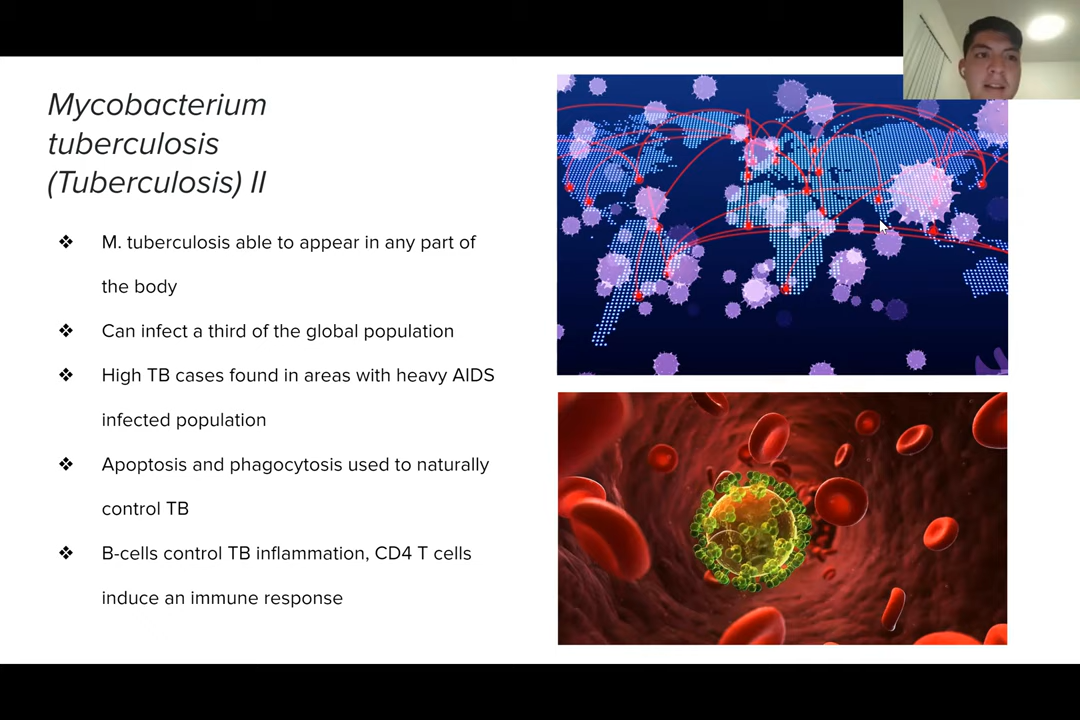 Mycobacterium
tuberculosis
(Tuberculosis) II
❖ M. tuberculosis able to appear in any part of
the body
❖ Can infect a third of the global population
❖ High TB cases found in areas with heavy AIDS
infected population
❖ Apoptosis and phagocytosis used to naturally
control TB
❖ B-cells control TB inflammation, CD4 T cells
induce an immune response